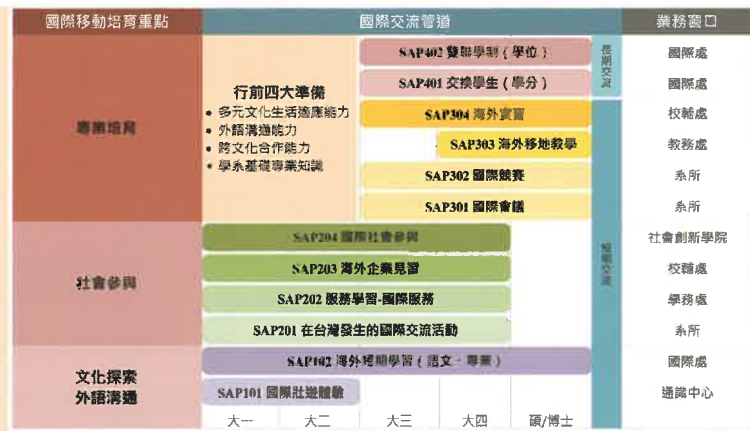 國際移動培育重點 國際交流管道 業務窗口
專業培育
行前四大準備
• 多元文化生活適應能力
• 外語溝通能力
• 跨文化合作能力
• 學系基礎專業知識
SAP402 雙聯學制（學位） 國際處
SAP401 交換學生（學分） 國際處
長期交流
SAP304 海外實習 校輔處
SAP303 海外移地教學 教務處
SAP302 國際競賽 系所
SAP301 國際會議 系所
短期交流
社會參與
SAP204 國際社會參與 社會創新學院
SAP203 海外企業見習 校輔處
SAP202 服務學習-國際服務 學務處
SAP201 在台灣發生的國際交流活動 系所
文化探索
外語溝通
SAP102 海外短期學習（語文、專業） 國際處
SAP101 國際壯遊體驗 通識中心
大一 大二 大三 大四 碩/博士